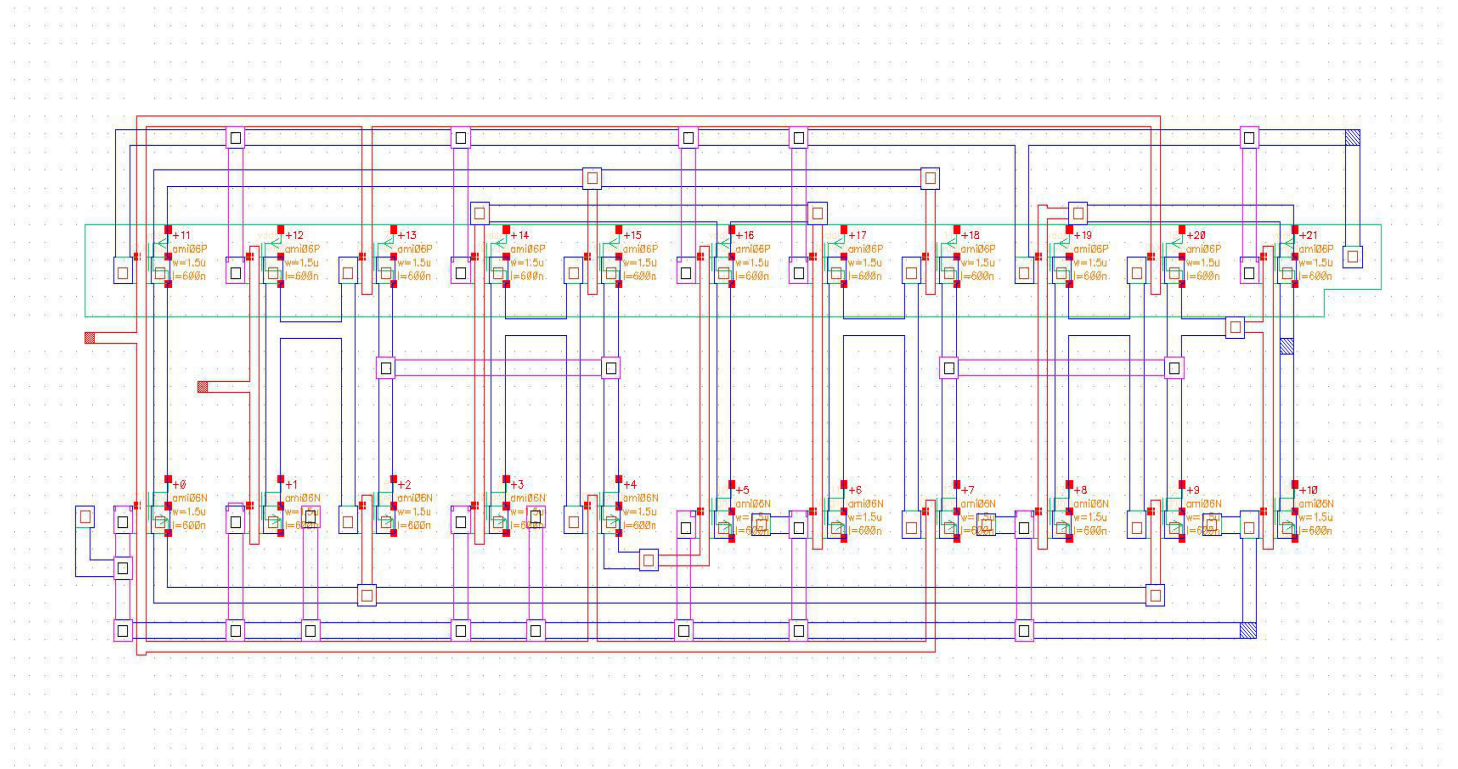 +11
ami06P
w=1.5u
l=600n
+12
ami06P
w=1.5u
l=600n
+13
ami06P
w=1.5u
l=600n
+14
ami06P
w=1.5u
l=600n
+15
ami06P
w=1.5u
l=600n
+16
ami06P
w=1.5u
l=600n
+17
ami06P
w=1.5u
l=600n
+18
ami06P
w=1.5u
l=600n
+19
ami06P
w=1.5u
l=600n
+20
ami06P
w=1.5u
l=600n
+21
ami06P
w=1.5u
l=600n
+0
ami06N
w=1.5u
l=600n
+1
ami06N
w=1.5u
l=600n
+2
ami06N
w=1.5u
l=600n
+3
ami06N
w=1.5u
l=600n
+4
ami06N
w=1.5u
l=600n
+5
ami06N
w=1.5u
l=600n
+6
ami06N
w=1.5u
l=600n
+7
ami06N
w=1.5u
l=600n
+8
ami06N
w=1.5u
l=600n
+9
ami06N
w=1.5u
l=600n
+10
ami06N
w=1.5u
l=600n